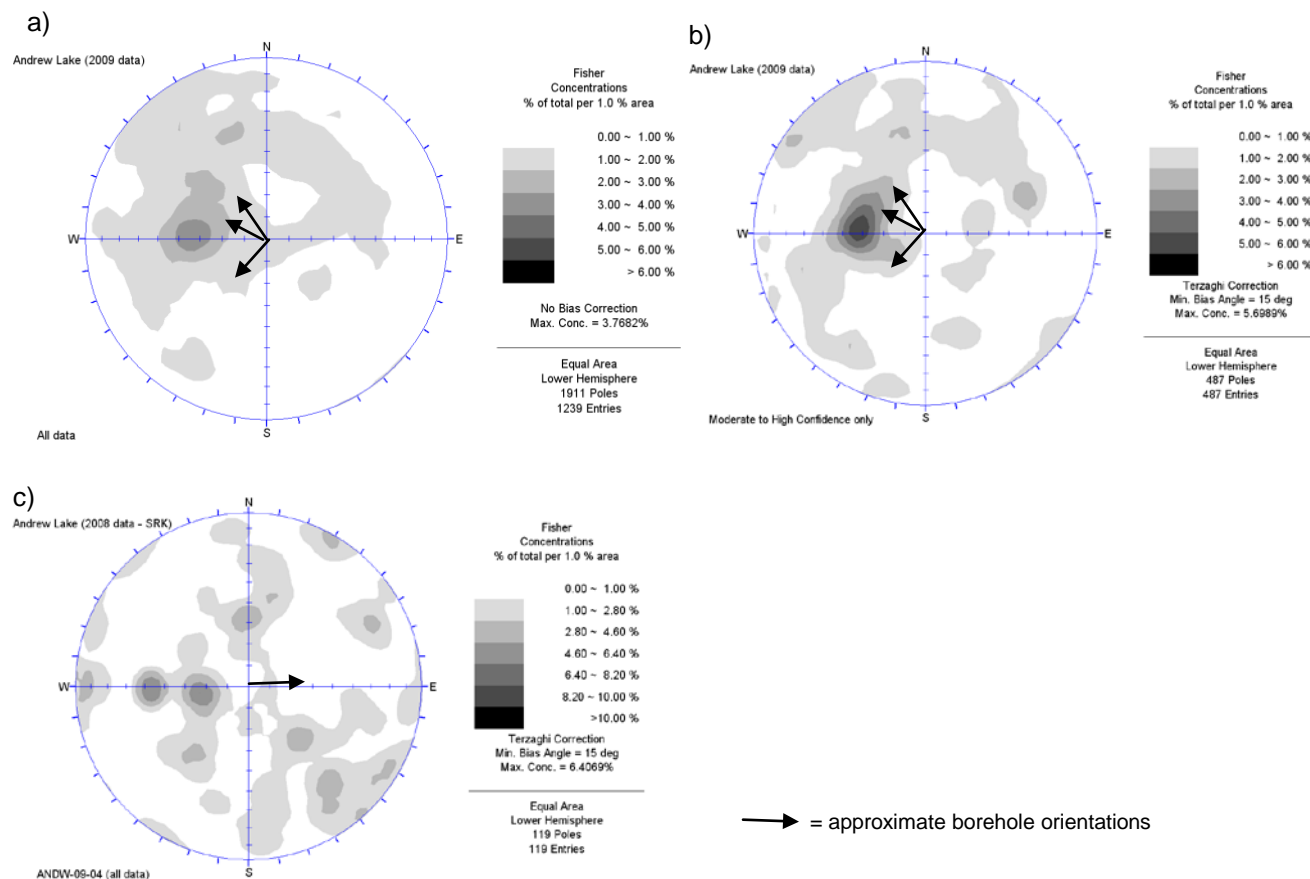 a)
Andrew Lake (2009 data)
N
W
E
S
All data
Fisher
Concentrations
% of total per 1.0 % area
0.00 ~ 1.00 %
1.00 ~ 2.00 %
2.00 ~ 3.00 %
3.00 ~ 4.00 %
4.00 ~ 5.00 %
5.00 ~ 6.00 %
> 6.00 %
No Bias Correction
Max. Conc. = 3.7682%
Equal Area
Lower Hemisphere
1911 Poles
1239 Entries
b)
Andrew Lake (2009 data)
N
W
E
S
Moderate to High Confidence only
Fisher
Concentrations
% of total per 1.0 % area
0.00 ~ 1.00 %
1.00 ~ 2.00 %
2.00 ~ 3.00 %
3.00 ~ 4.00 %
4.00 ~ 5.00 %
5.00 ~ 6.00 %
> 6.00 %
Terzaghi Correction
Min. Bias Angle = 15 deg
Max. Conc. = 5.6989%
Equal Area
Lower Hemisphere
487 Poles
487 Entries
c)
Andrew Lake (2008 data - SRK)
N
W
E
S
ANDW-09-04 (all data)
Fisher
Concentrations
% of total per 1.0 % area
0.00 ~ 1.00 %
1.00 ~ 2.80 %
2.80 ~ 4.60 %
4.60 ~ 6.40 %
6.40 ~ 8.20 %
8.20 ~ 10.00 %
>10.00 %
Terzaghi Correction
Min. Bias Angle = 15 deg
Max. Conc. = 6.4069%
Equal Area
Lower Hemisphere
119 Poles
119 Entries
= approximate borehole orientations